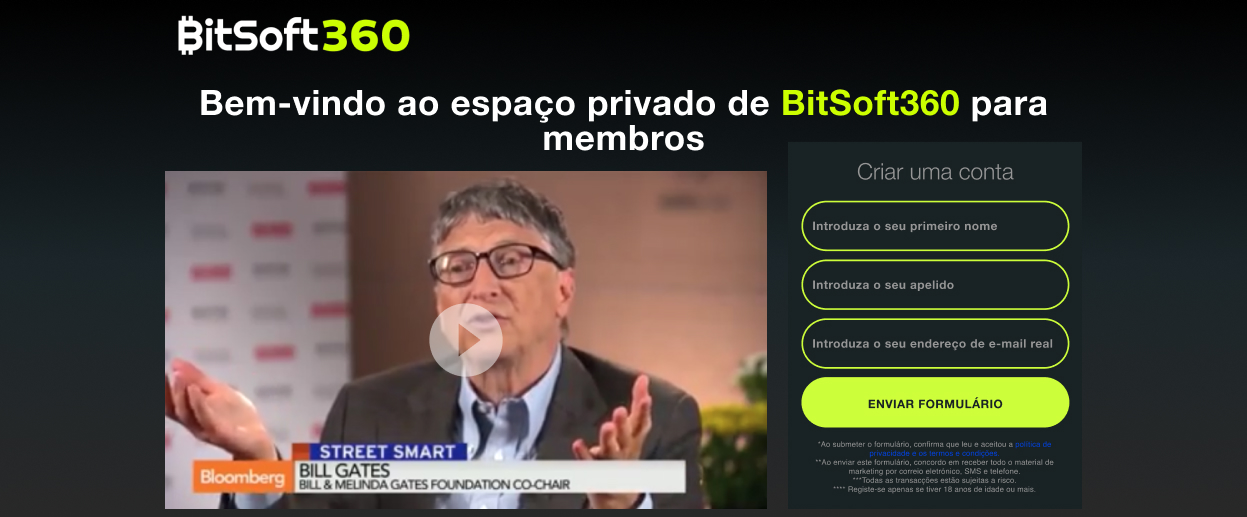 BitSoft360
Bem-vindo ao espaço privado de BitSoft360 para
membros
Criar uma conta
Introduza o seu primeiro nome
Introduza o seu apelido
Introduza o seu endereço de e-mail real
ENVIAR FORMULÁRIO
*Ao submeter o formulário, confirma que leu e aceitou a política de
privacidade e os termos e condições.
**Ao enviar este formulário, concordo em receber todo o material de
marketing por correio eletrónico, SMS e telefone.
***Todas as transacções estão sujeitas a risco.
**** Registe-se apenas se tiver 18 anos de idade ou mais.
STREET SMART
Bloomberg
BILL GATES
BILL & MELINDA GATES FOUNDATION CO-CHAIR